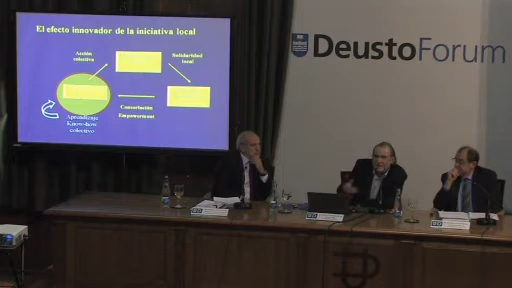 El efecto innovador de la iniciativa local
Acción
colectiva
Solidaridad
local
Concertación
Empowerment
Aprendizaje
Know-how
colectivo
DeustoForum